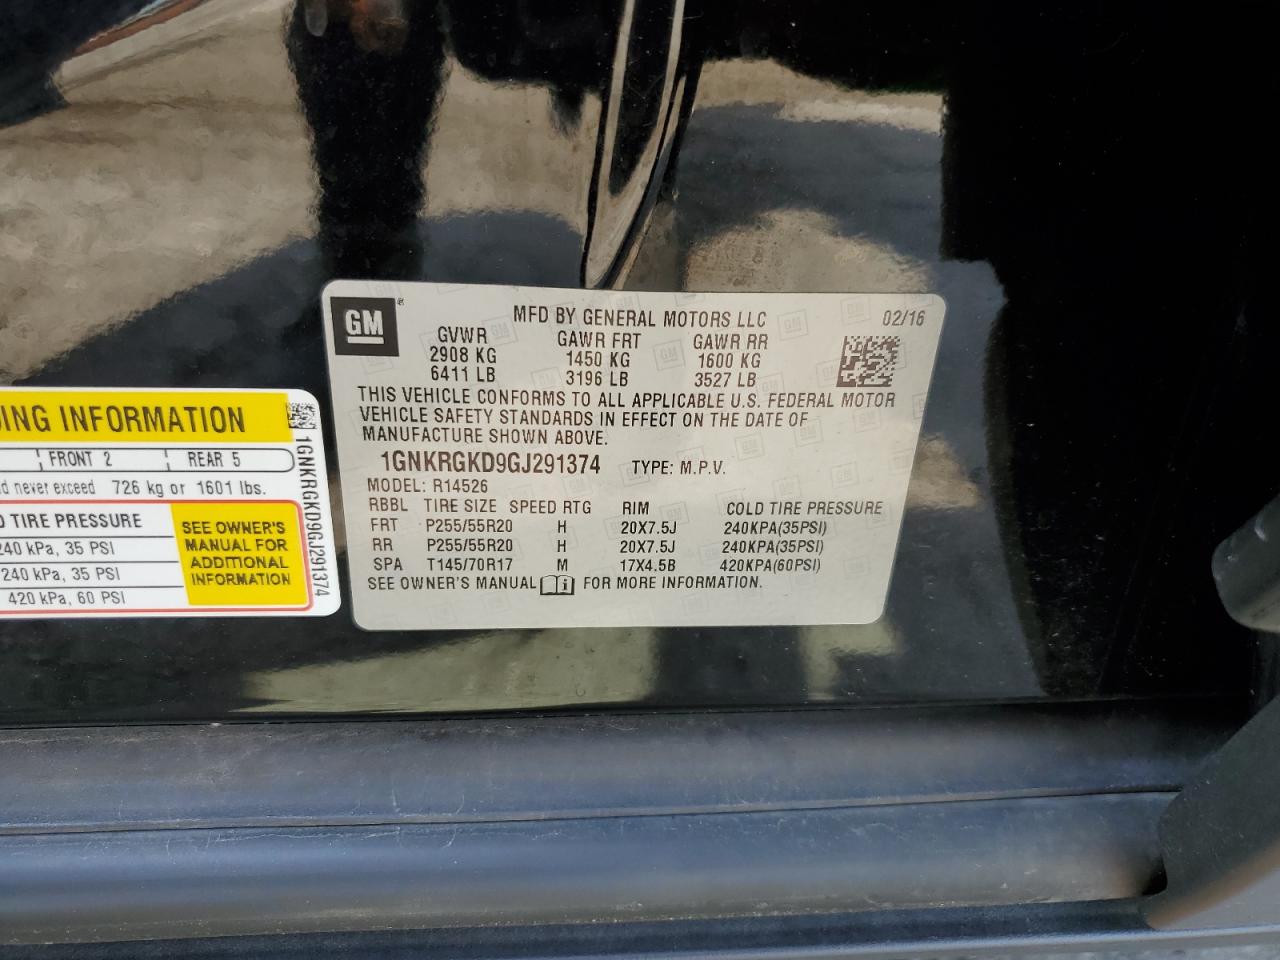 GM
MFD BY GENERAL MOTORS LLC 02/16
GVWR GAWR FRT GAWR RR
2908 KG 1450 KG 1600 KG
6411 LB 3196 LB 3527 LB
THIS VEHICLE CONFORMS TO ALL APPLICABLE U.S. FEDERAL MOTOR
VEHICLE SAFETY STANDARDS IN EFFECT ON THE DATE OF
MANUFACTURE SHOWN ABOVE.
1GNKRGKD9GJ291374 TYPE: M.P.V.
MODEL: R14526
RBBL TIRE SIZE SPEED RTG RIM COLD TIRE PRESSURE
FRT P255/55R20 H 20X7.5J 240KPA(35PSI)
RR P255/55R20 H 20X7.5J 240KPA(35PSI)
SPA T145/70R17 M 17X4.5B 420KPA(60PSI)
SEE OWNER'S MANUAL FOR MORE INFORMATION.
DING INFORMATION
FRONT 2 REAR 5
never exceed 726 kg or 1601 lbs.
TIRE PRESSURE
240 kPa, 35 PSI
240 kPa, 35 PSI
420 kPa, 60 PSI
SEE OWNER'S
MANUAL FOR
ADDITIONAL
INFORMATION
1GNKRGKD9GJ291374